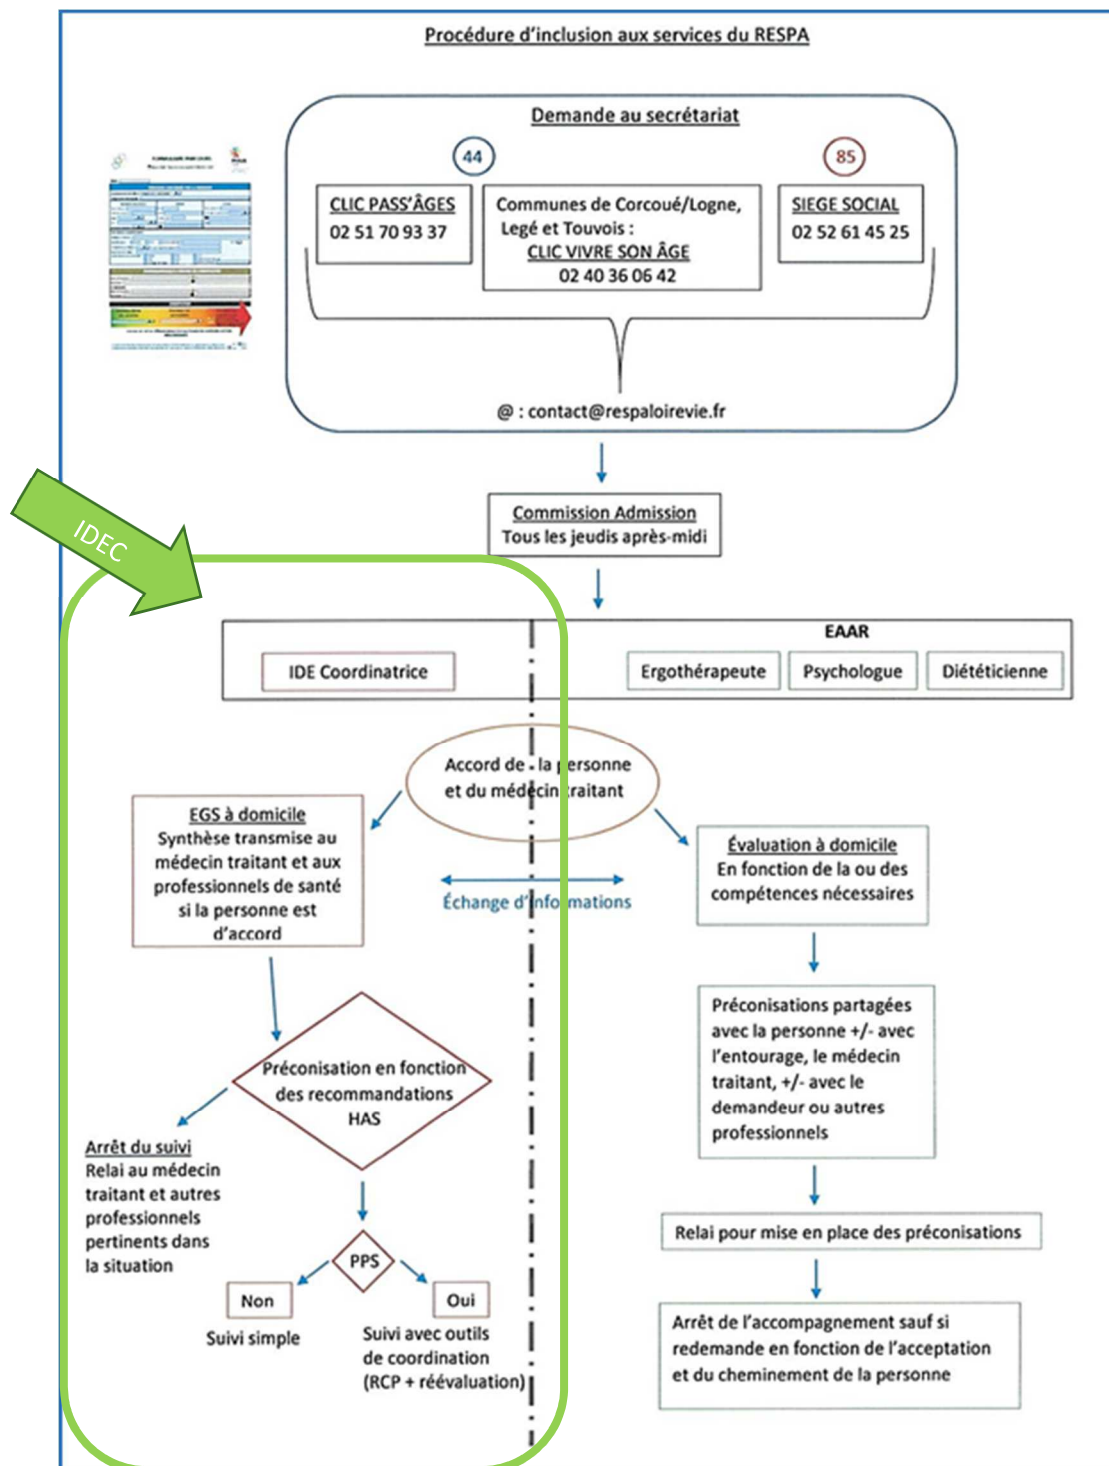 Procédure d'inclusion aux services du RESPA
Demande au secrétariat
44
85
CLIC PASS'ÂGES
02 51 70 93 37
Communes de Corcoué/Logne,
Legé et Touvois :
CLIC VIVRE SON ÂGE
02 40 36 06 42
SIEGE SOCIAL
02 52 61 45 25
@ : contact@respaloirevie.fr
IDEC
Commission Admission
Tous les jeudis après-midi
EAAR
IDE Coordinatrice
Ergothérapeute
Psychologue
Diététicienne
Accord de la personne
et du médecin traitant
EGS à domicile
Synthèse transmise au
médecin traitant et aux
professionnels de santé
si la personne est
d'accord
Échange d'informations
Évaluation à domicile
En fonction de la ou des
compétences nécessaires
Préconisation en fonction
des recommandations
HAS
Préconisations partagées
avec la personne +/- avec
l'entourage, le médecin
traitant, +/- avec le
demandeur ou autres
professionnels
Arrêt du suivi
Relai au médecin
traitant et autres
professionnels
pertinents dans
la situation
PPS
Non
Suivi simple
Oui
Suivi avec outils
de coordination
(RCP + réévaluation)
Relai pour mise en place des préconisations
Arrêt de l'accompagnement sauf si
redemande en fonction de l'acceptation
et du cheminement de la personne